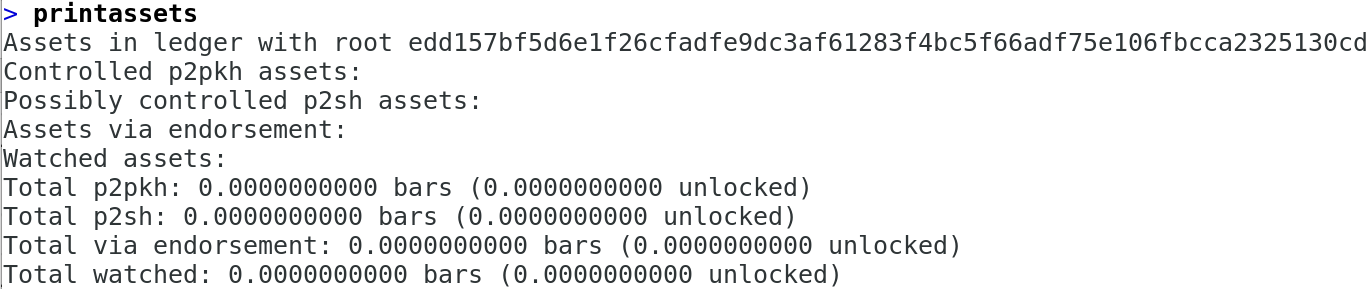 > printassets
Assets in ledger with root edd157bf5d6e1f26cfadfe9dc3af61283f4bc5f66adf75e106fbcca2325130cd
Controlled p2pkh assets:
Possibly controlled p2sh assets:
Assets via endorsement:
Watched assets:
Total p2pkh: 0.0000000000 bars (0.0000000000 unlocked)
Total p2sh: 0.0000000000 bars (0.0000000000 unlocked)
Total via endorsement: 0.0000000000 bars (0.0000000000 unlocked)
Total watched: 0.0000000000 bars (0.0000000000 unlocked)